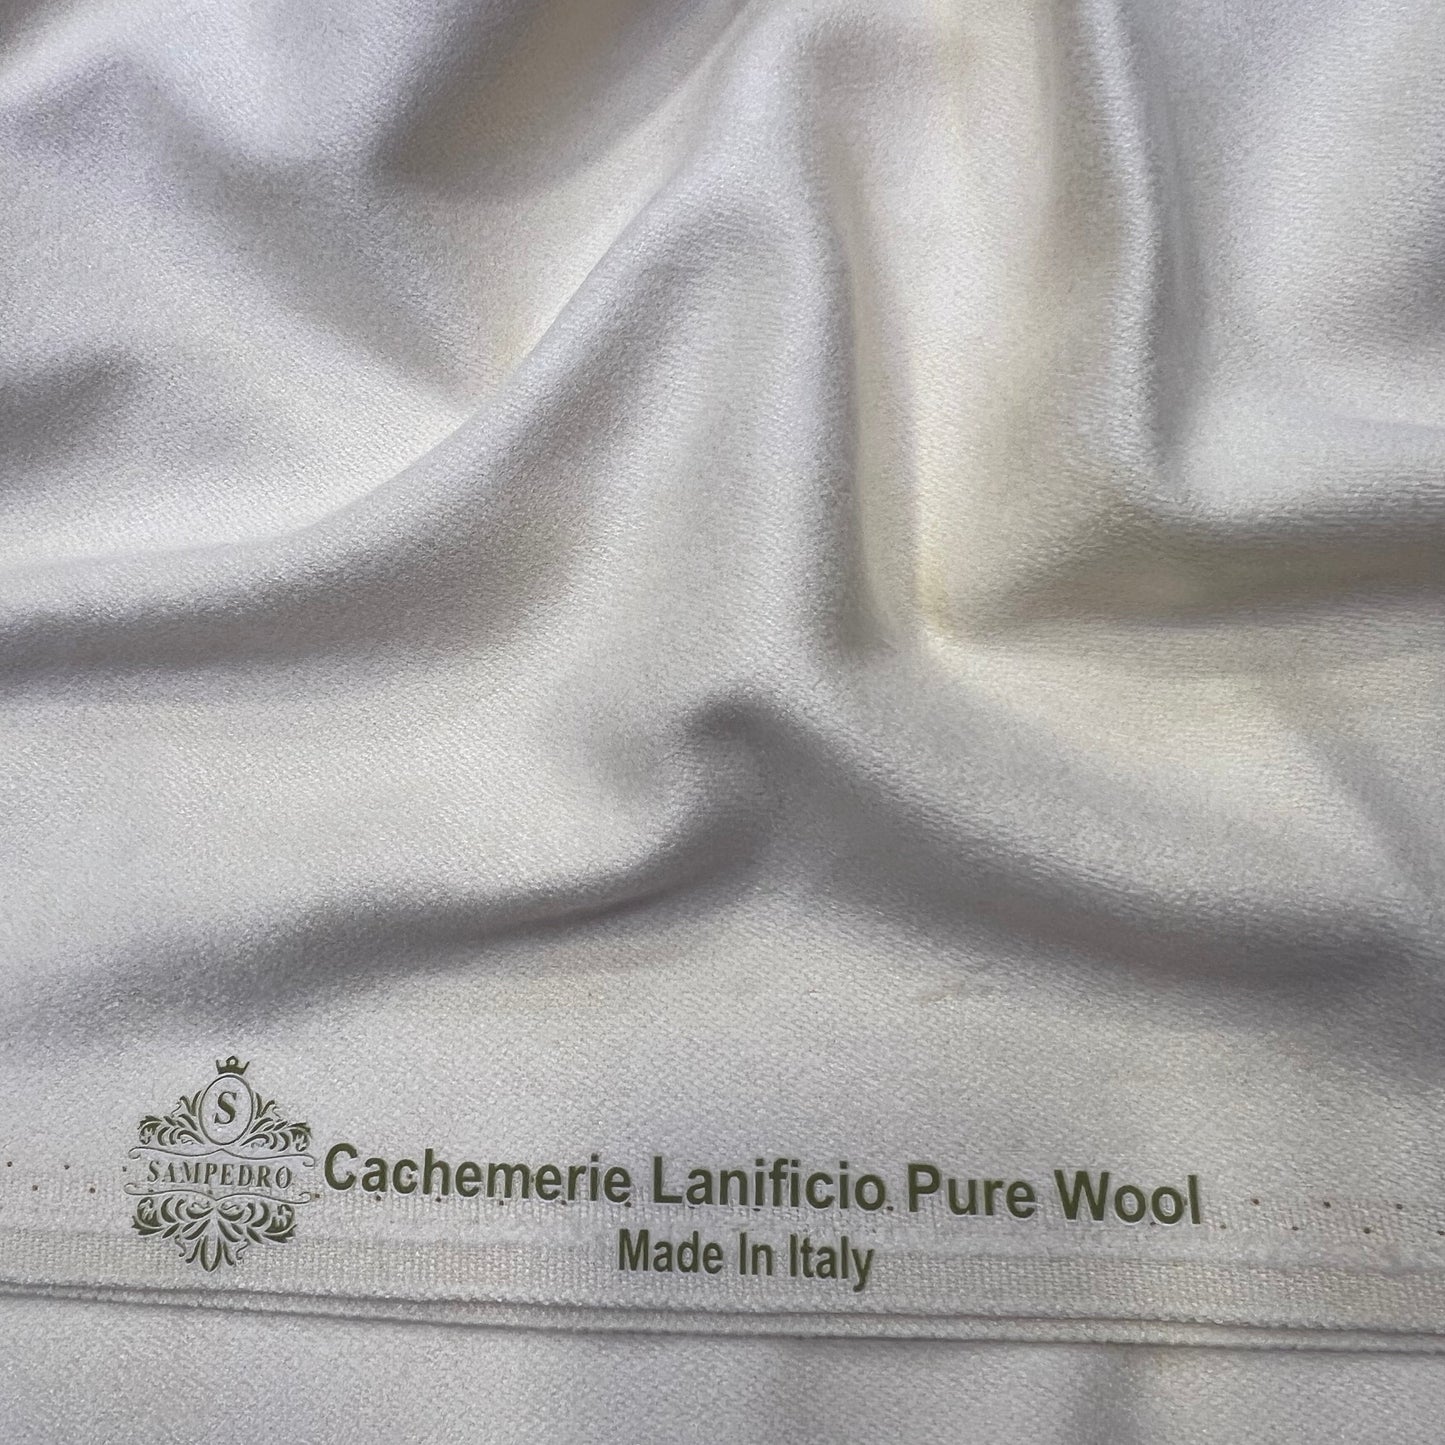 S
SAMPEDRO
Cachemerie Lanificio Pure Wool
Made In Italy